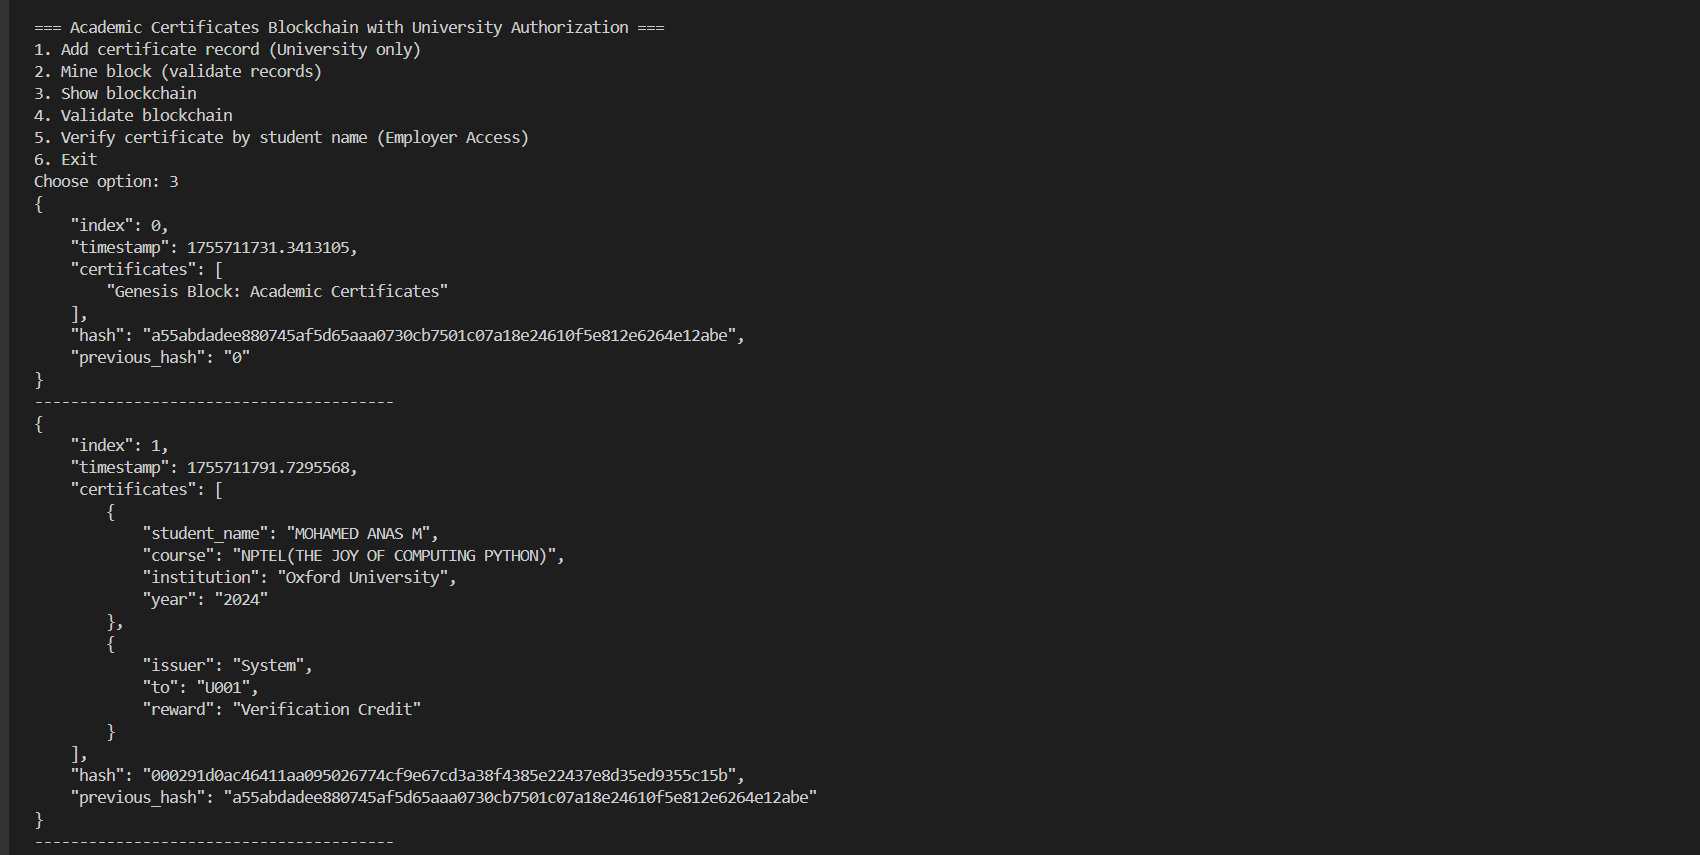 === Academic Certificates Blockchain with University Authorization ===
1. Add certificate record (University only)
2. Mine block (validate records)
3. Show blockchain
4. Validate blockchain
5. Verify certificate by student name (Employer Access)
6. Exit
Choose option: 3
{
    "index": 0,
    "timestamp": 1755711731.3413105,
    "certificates": [
        "Genesis Block: Academic Certificates"
    ],
    "hash": "a55abdadee880745af5d65aaa0730cb7501c07a18e24610f5e812e6264e12abe",
    "previous_hash": "0"
}
----------------------------------------
{
    "index": 1,
    "timestamp": 1755711791.7295568,
    "certificates": [
        {
            "student_name": "MOHAMED ANAS M",
            "course": "NPTEL(THE JOY OF COMPUTING PYTHON)",
            "institution": "Oxford University",
            "year": "2024"
        },
        {
            "issuer": "System",
            "to": "U001",
            "reward": "Verification Credit"
        }
    ],
    "hash": "000291d0ac46411aa095026774cf9e67cd3a38f4385e22437e8d35ed9355c15b",
    "previous_hash": "a55abdadee880745af5d65aaa0730cb7501c07a18e24610f5e812e6264e12abe"
}
----------------------------------------